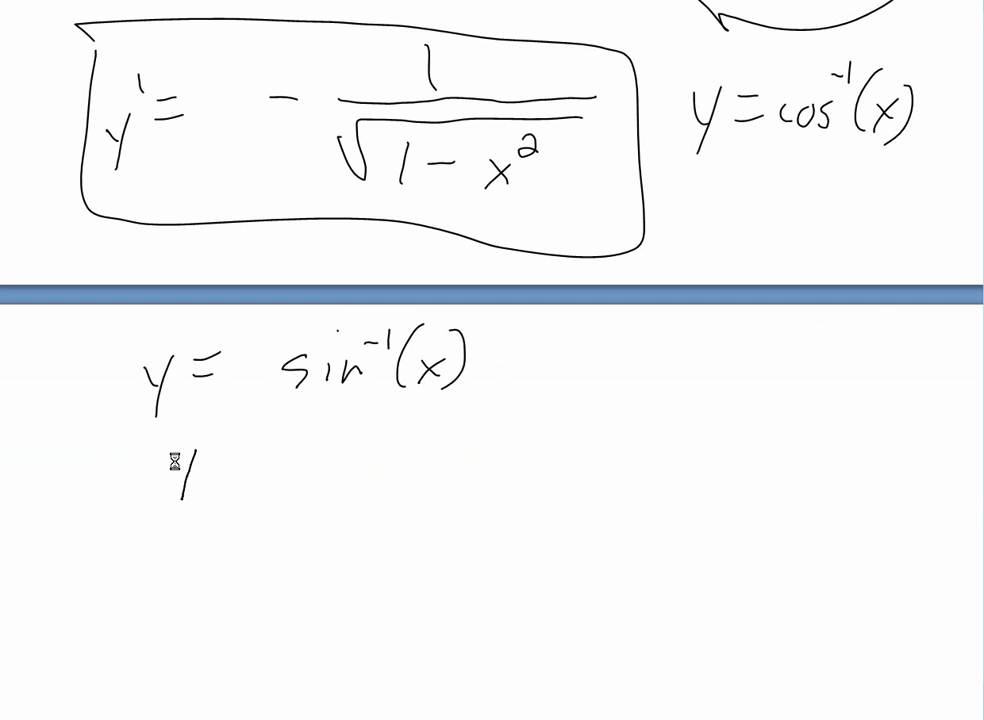 y' = - 1/√(1 - x²) y = cos⁻¹(x)
y = sin⁻¹(x)
y